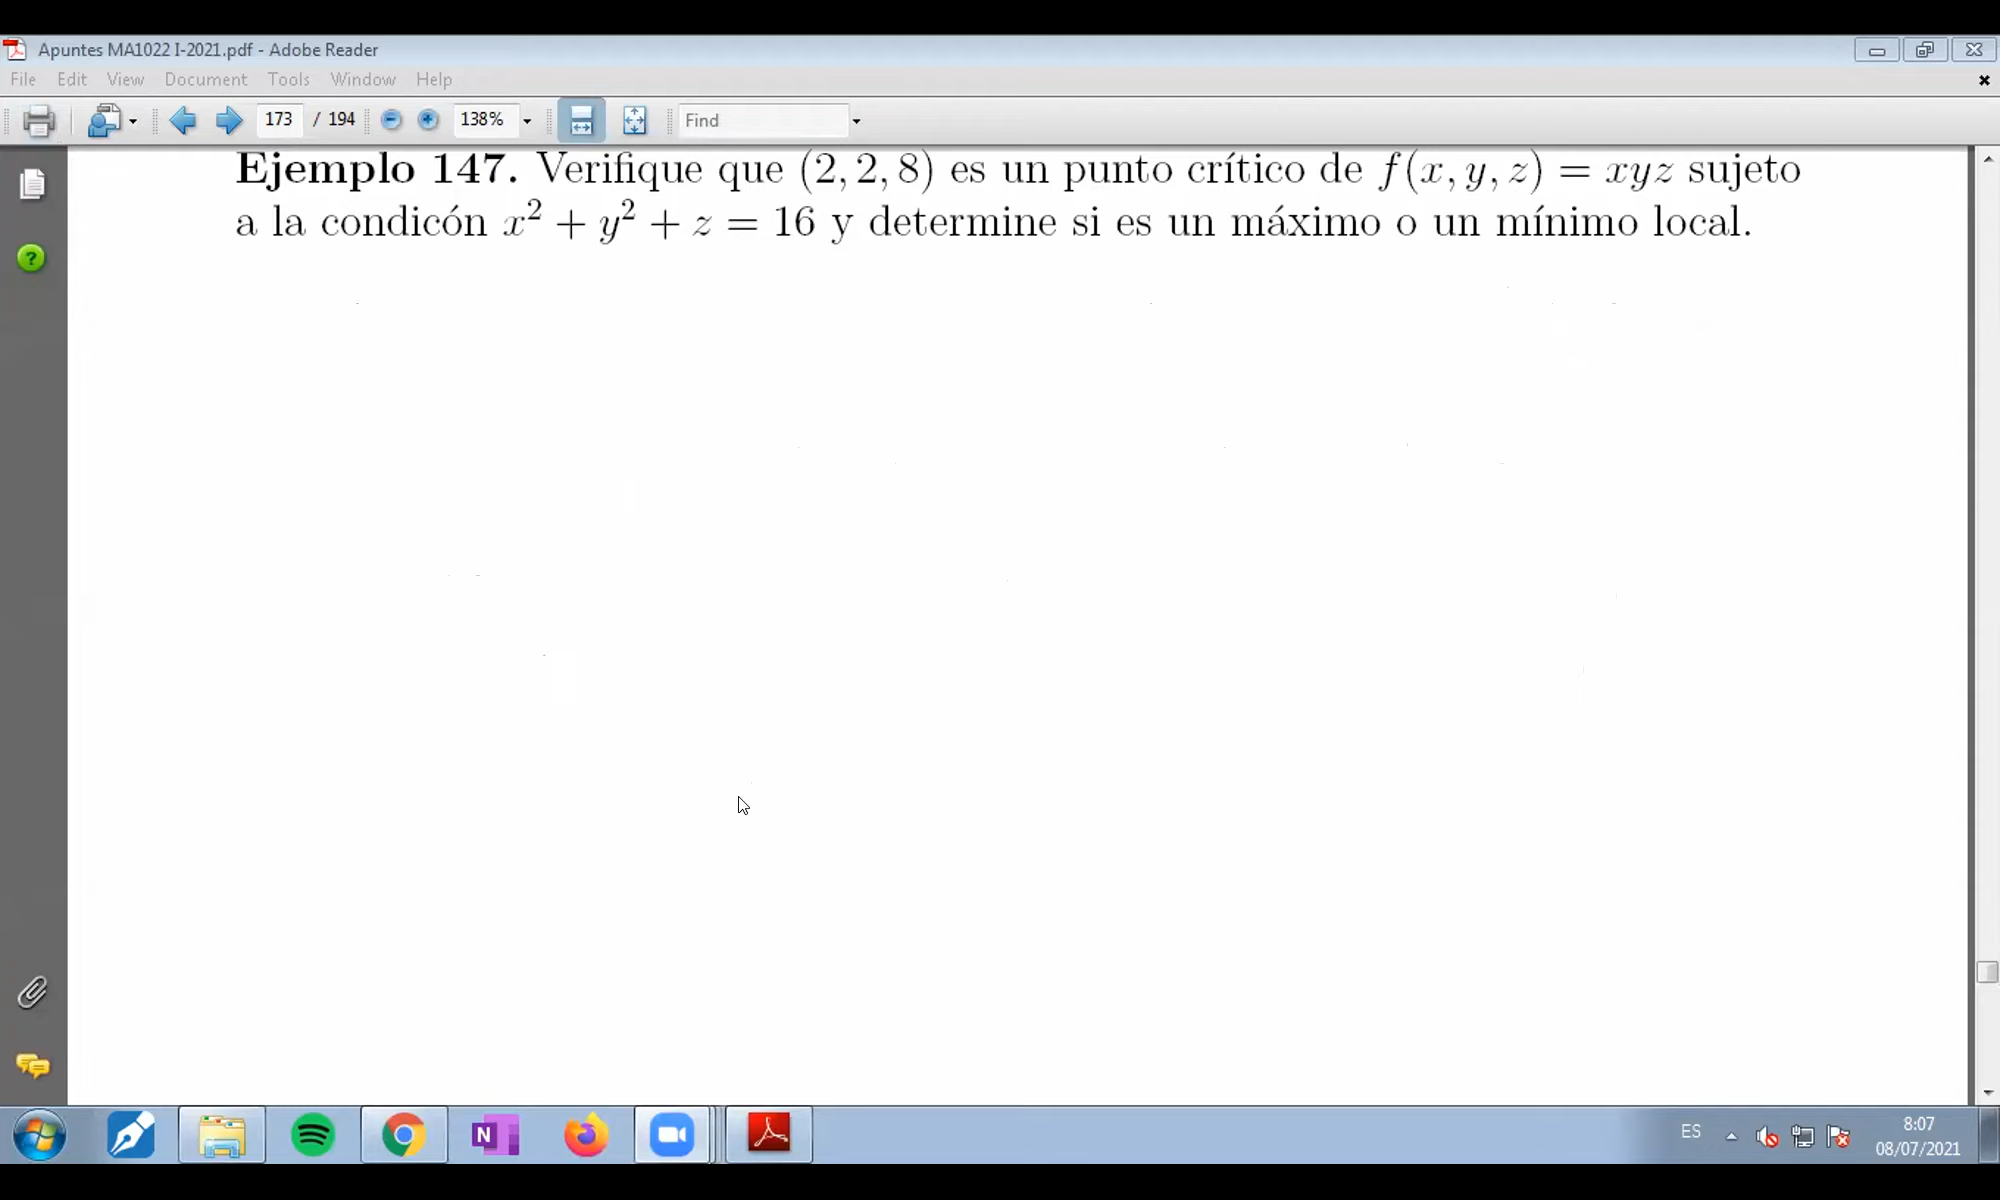 Apuntes MA1022 I-2021.pdf - Adobe Reader
File Edit View Document Tools Window Help
173 / 194 138% Find
Ejemplo 147. Verifique que (2, 2, 8) es un punto crítico de f(x, y, z) = xyz sujeto
a la condicón x² + y² + z = 16 y determine si es un máximo o un mínimo local.
N
ES
8:07
08/07/2021